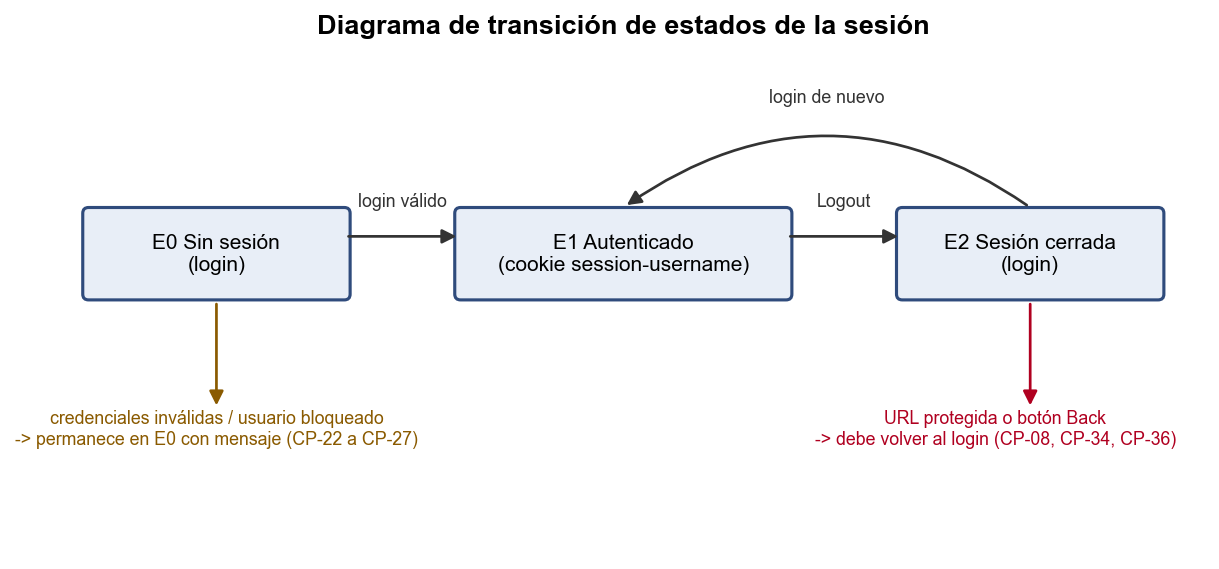 Diagrama de transición de estados de la sesión
login de nuevo
login válido
Logout
E0 Sin sesión
(login)
E1 Autenticado
(cookie session-username)
E2 Sesión cerrada
(login)
credenciales inválidas / usuario bloqueado
-> permanece en E0 con mensaje (CP-22 a CP-27)
URL protegida o botón Back
-> debe volver al login (CP-08, CP-34, CP-36)